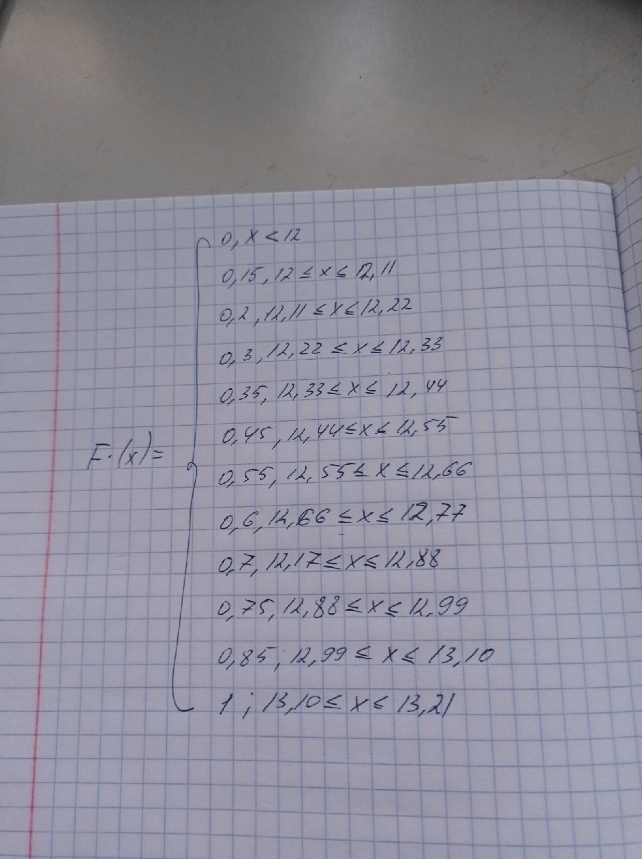 0, x < 12
0,15, 12 ≤ x ≤ 12,11
0,2, 12,11 ≤ x ≤ 12,22
0,3, 12,22 ≤ x ≤ 12,33
0,35, 12,33 ≤ x ≤ 12,44
0,45, 12,44 ≤ x ≤ 12,55
F*(x) =
0,55, 12,55 ≤ x ≤ 12,66
0,6, 12,66 ≤ x ≤ 12,77
0,7, 12,17 ≤ x ≤ 12,88
0,75, 12,88 ≤ x ≤ 12,99
0,85, 12,99 ≤ x ≤ 13,10
1; 13,10 ≤ x ≤ 13,21